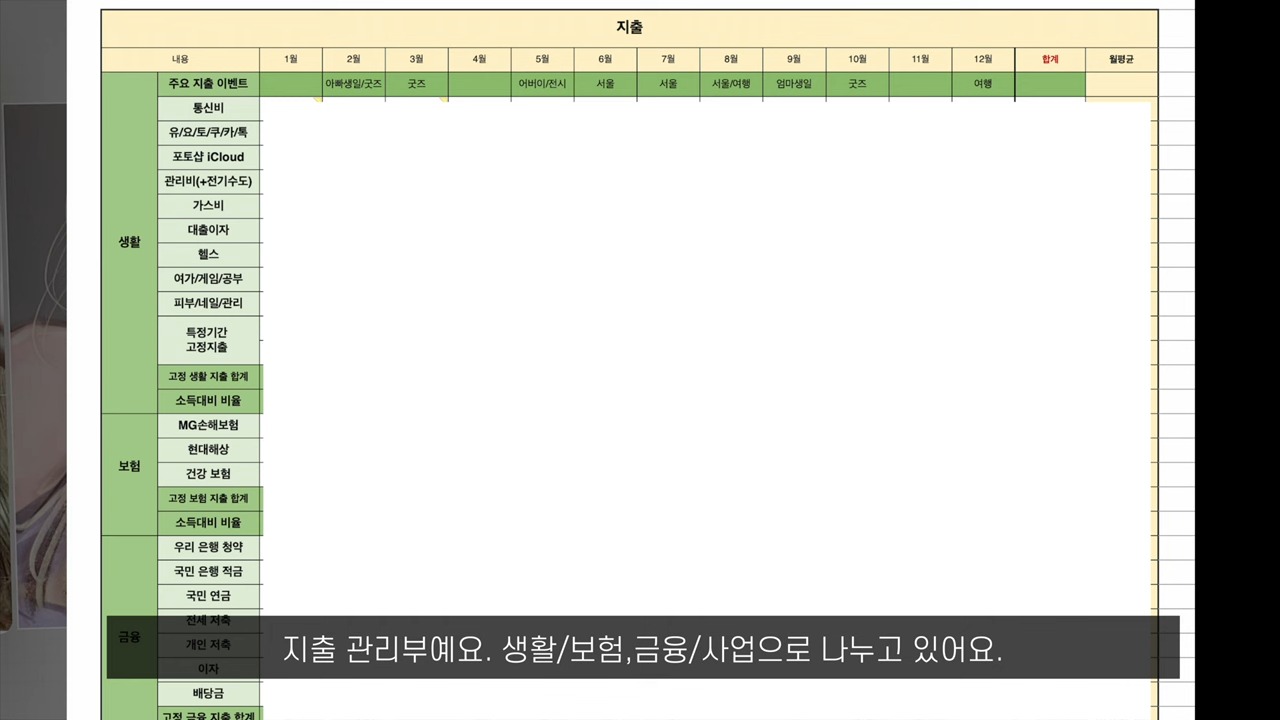 지출
내용 1월 2월 3월 4월 5월 6월 7월 8월 9월 10월 11월 12월 합계 월평균
주요 지출 이벤트 아빠생일/굿즈 굿즈 어버이/전시 서울 서울 서울/여행 엄마생일 굿즈 여행
생활
통신비
유/요/토/쿠/카/톡
포토샵 iCloud
관리비(+전기수도)
가스비
대출이자
헬스
여가/게임/공부
피부/네일/관리
특정기간
고정지출
고정 생활 지출 합계
소득대비 비율
보험
MG손해보험
현대해상
건강 보험
고정 보험 지출 합계
소득대비 비율
금융
우리 은행 청약
국민 은행 적금
국민 연금
전세 저축
개인 저축
이자
배당금
고정 금융 지출 합계
지출 관리부예요. 생활/보험,금융/사업으로 나누고 있어요.